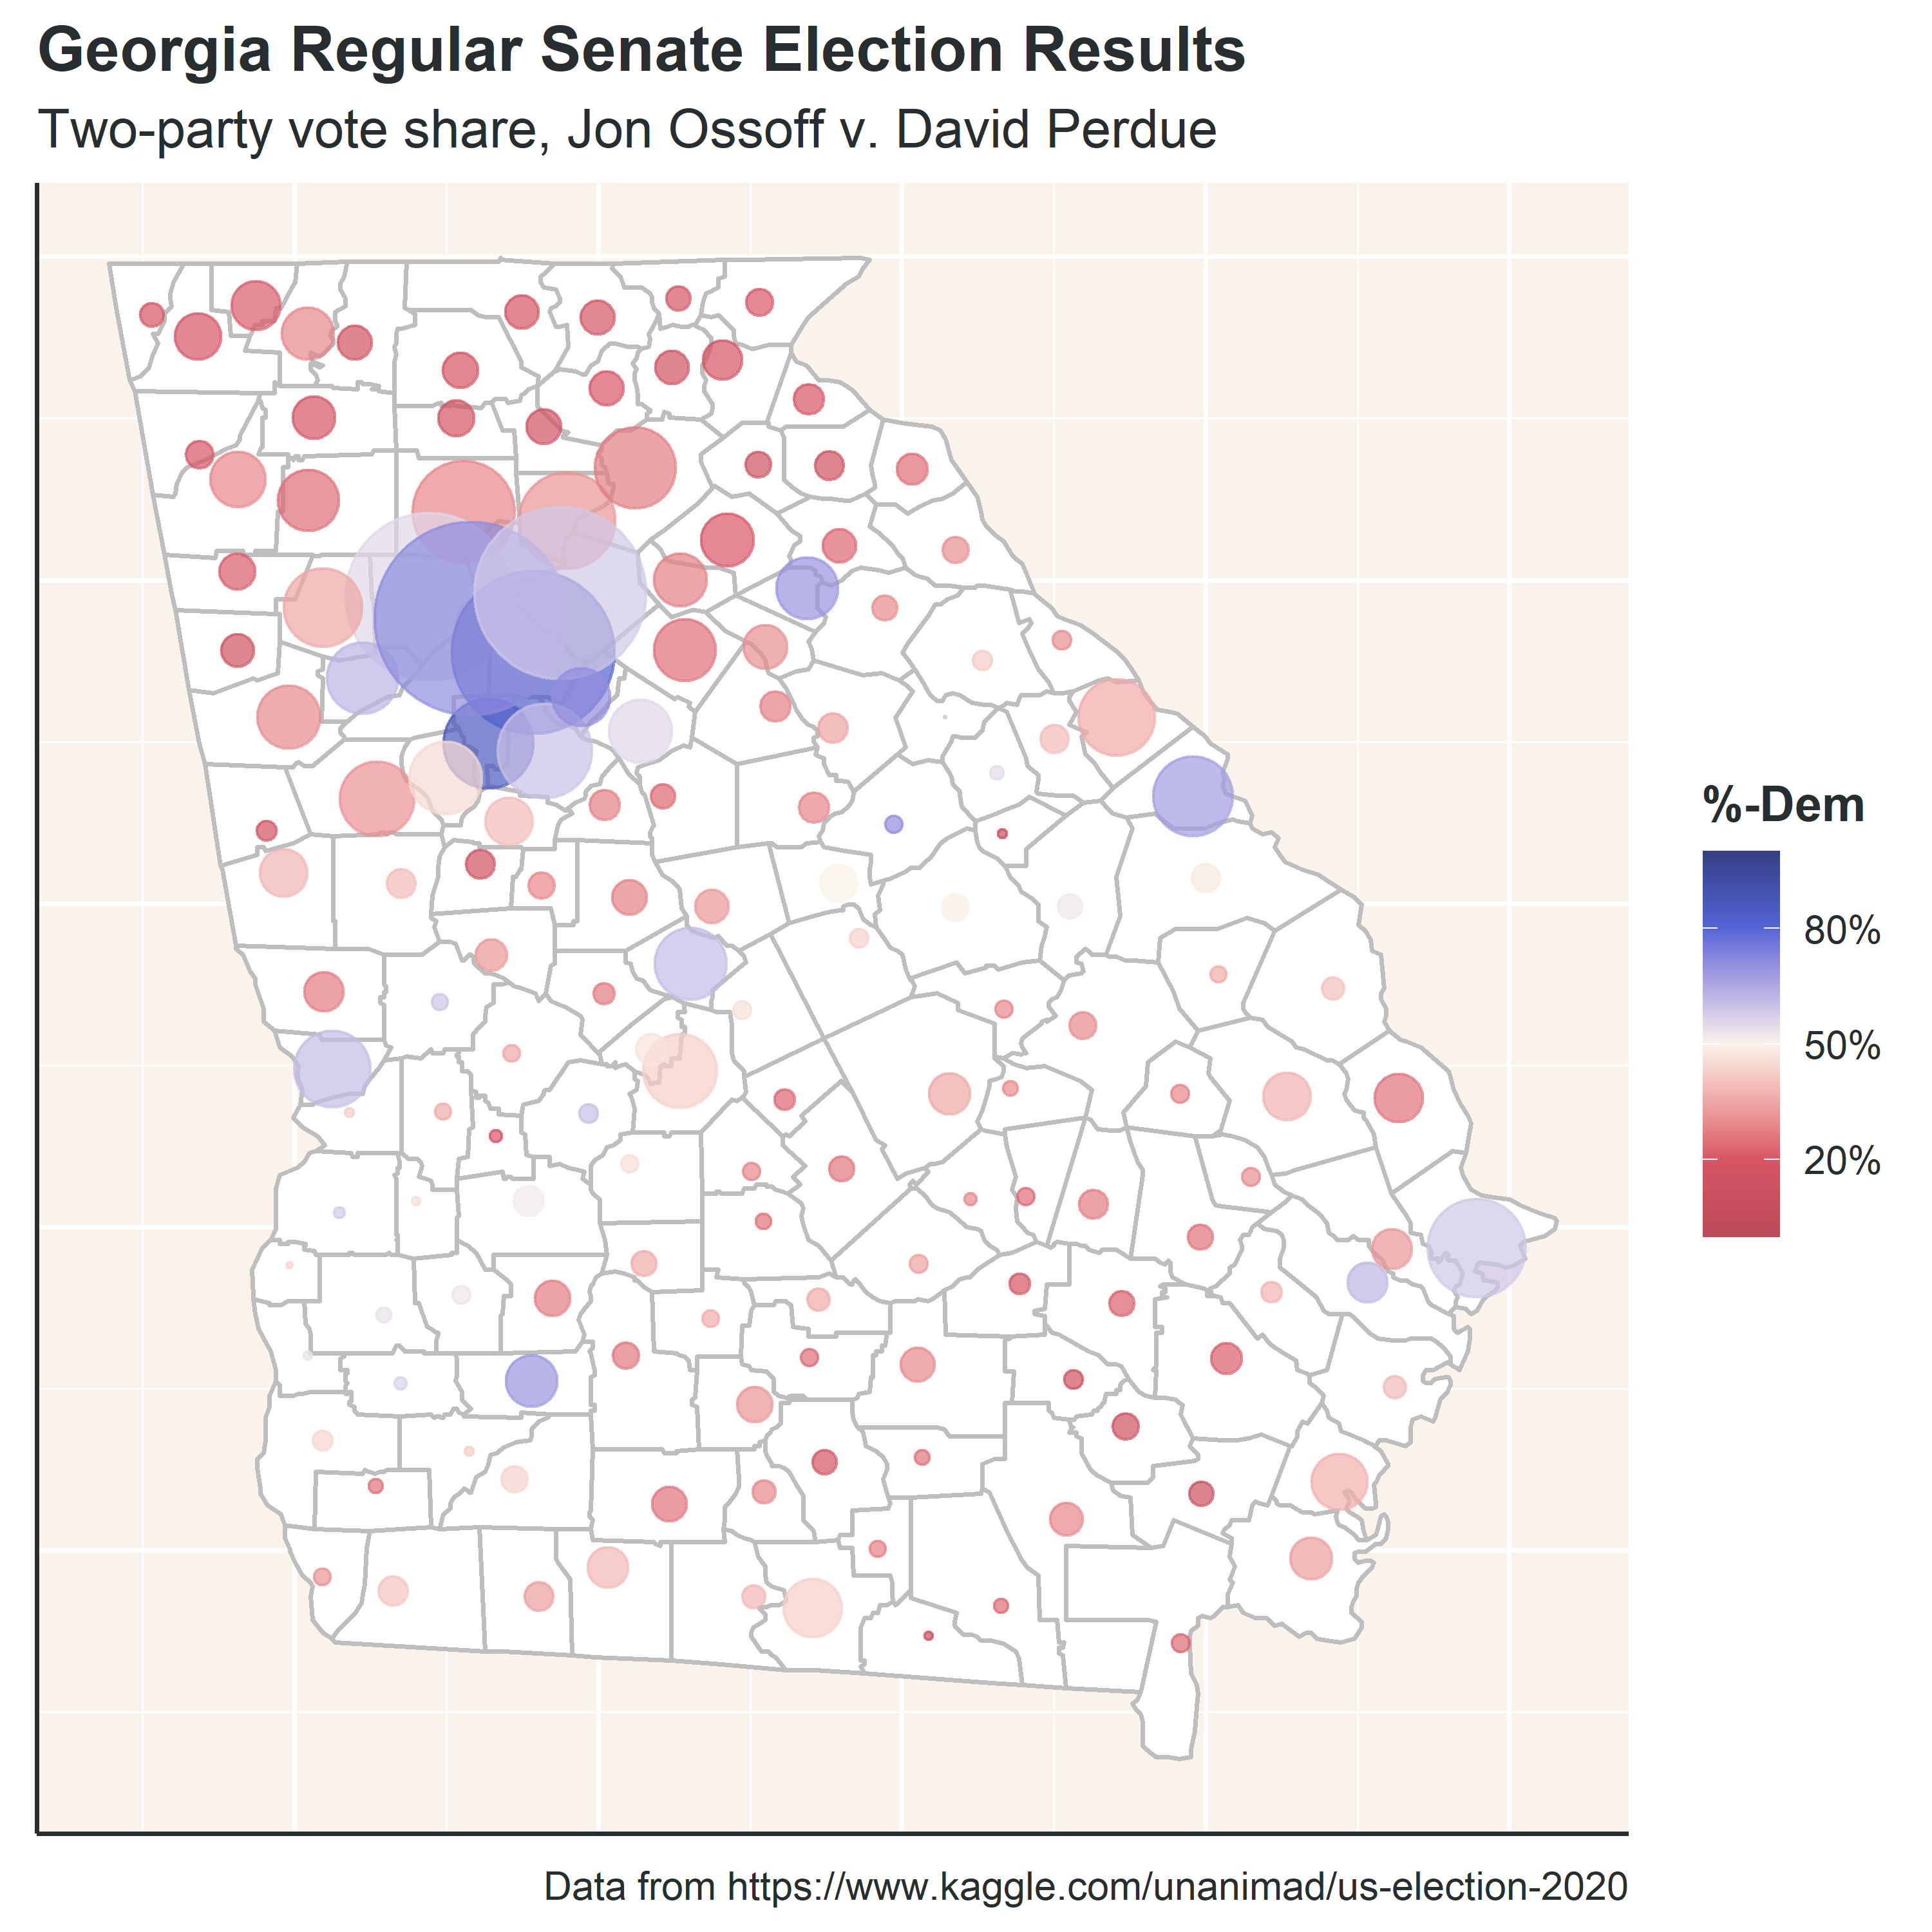 Georgia Regular Senate Election Results
Two-party vote share, Jon Ossoff v. David Perdue
%-Dem
80%
50%
20%
Data from https://www.kaggle.com/unanimad/us-election-2020